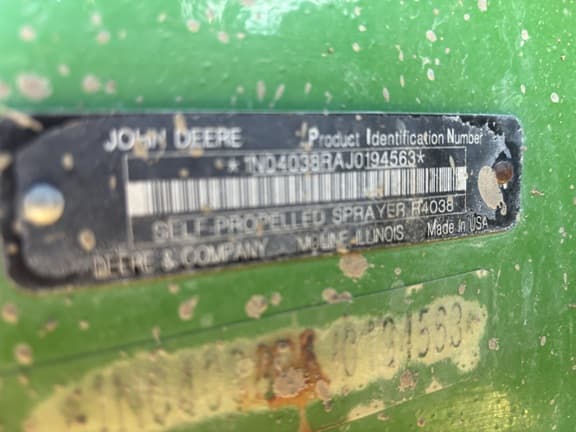 JOHN DEERE Product Identification Number
*1N04038RAJ0194563*
SELF PROPELLED SPRAYER R4038
DEERE & COMPANY MOLINE ILLINOIS Made In USA